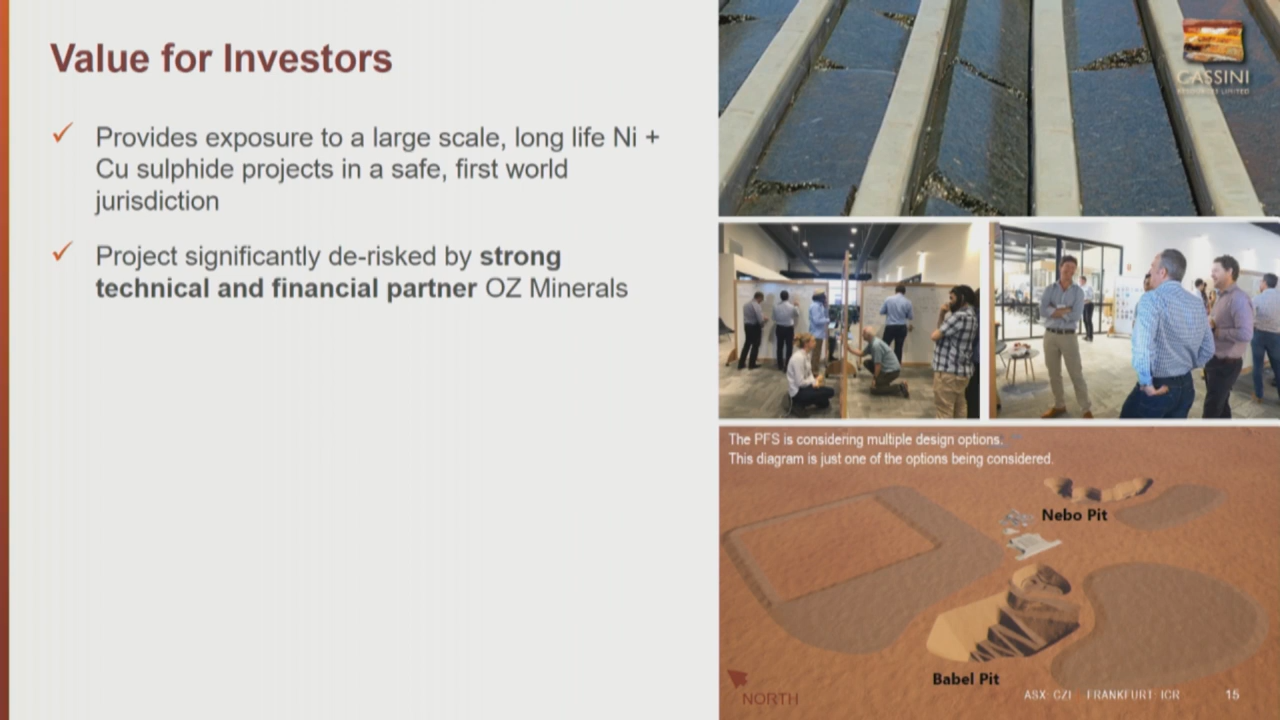 Value for Investors
Provides exposure to a large scale, long life Ni +
Cu sulphide projects in a safe, first world
jurisdiction
Project significantly de-risked by strong
technical and financial partner OZ Minerals
CASSINI
RESOURCES LIMITED
The PFS is considering multiple design options.
This diagram is just one of the options being considered.
Nebo Pit
Babel Pit
NORTH
ASX: CZI FRANKFURT: ICR 15